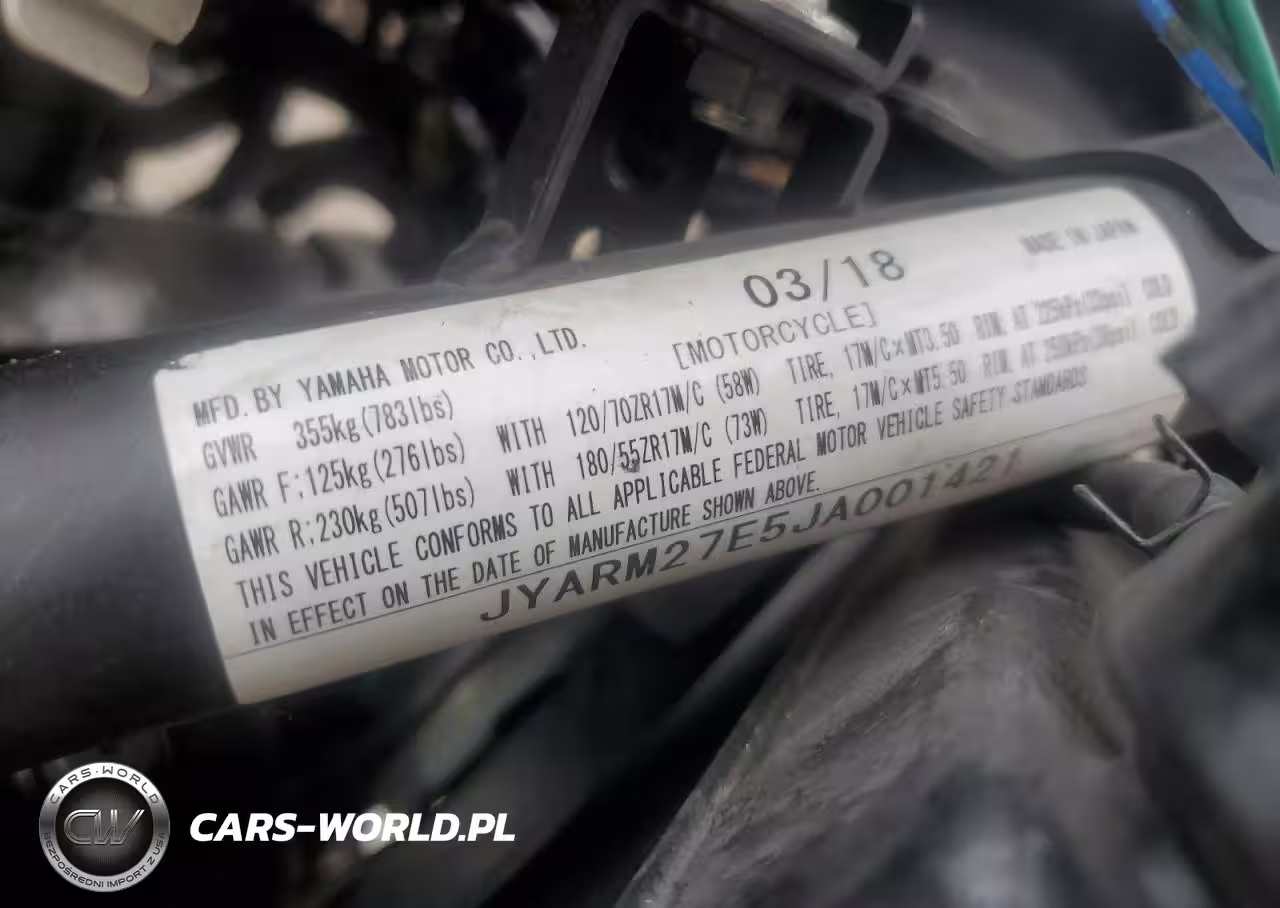 03/18
MADE IN JAPAN
MFD. BY YAMAHA MOTOR CO., LTD.
[MOTORCYCLE]
GVWR 355kg(783lbs)
GAWR F:125kg(276lbs) WITH 120/70ZR17M/C (58W) TIRE, 17M/C×MT3.50 RIM, AT 225kPa(33psi) COLD
GAWR R:230kg(507lbs) WITH 180/55ZR17M/C (73W) TIRE, 17M/C×MT5.50 RIM, AT 250kPa(36psi) COLD
THIS VEHICLE CONFORMS TO ALL APPLICABLE FEDERAL MOTOR VEHICLE SAFETY STANDARDS
IN EFFECT ON THE DATE OF MANUFACTURE SHOWN ABOVE.
JYARM27E5JA001421
CARS-WORLD
CW
BEZPOŚREDNI IMPORT Z USA
CARS-WORLD.PL